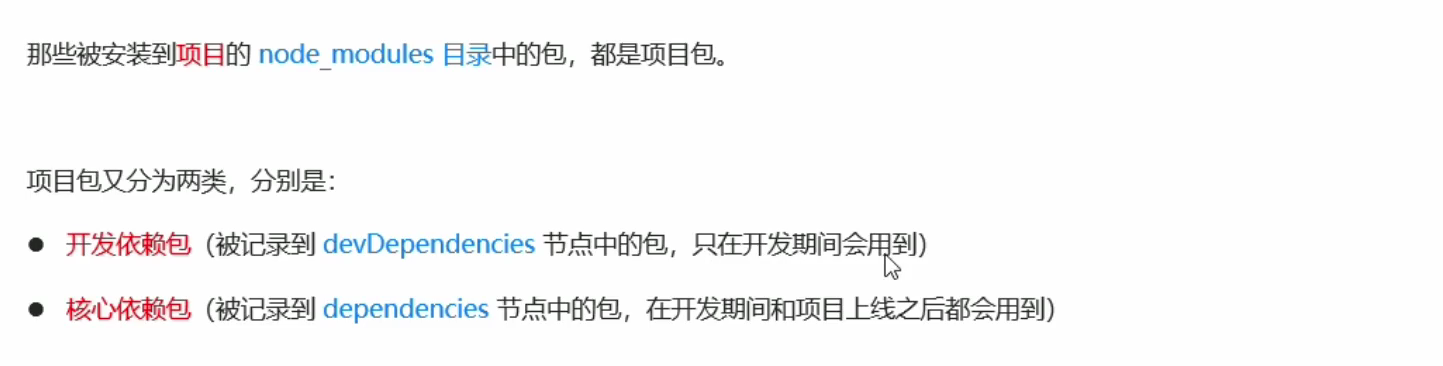 那些被安装到项目的 node_modules 目录中的包，都是项目包。
项目包又分为两类，分别是：
● 开发依赖包（被记录到 devDependencies 节点中的包，只在开发期间会用到）
● 核心依赖包（被记录到 dependencies 节点中的包，在开发期间和项目上线之后都会用到）